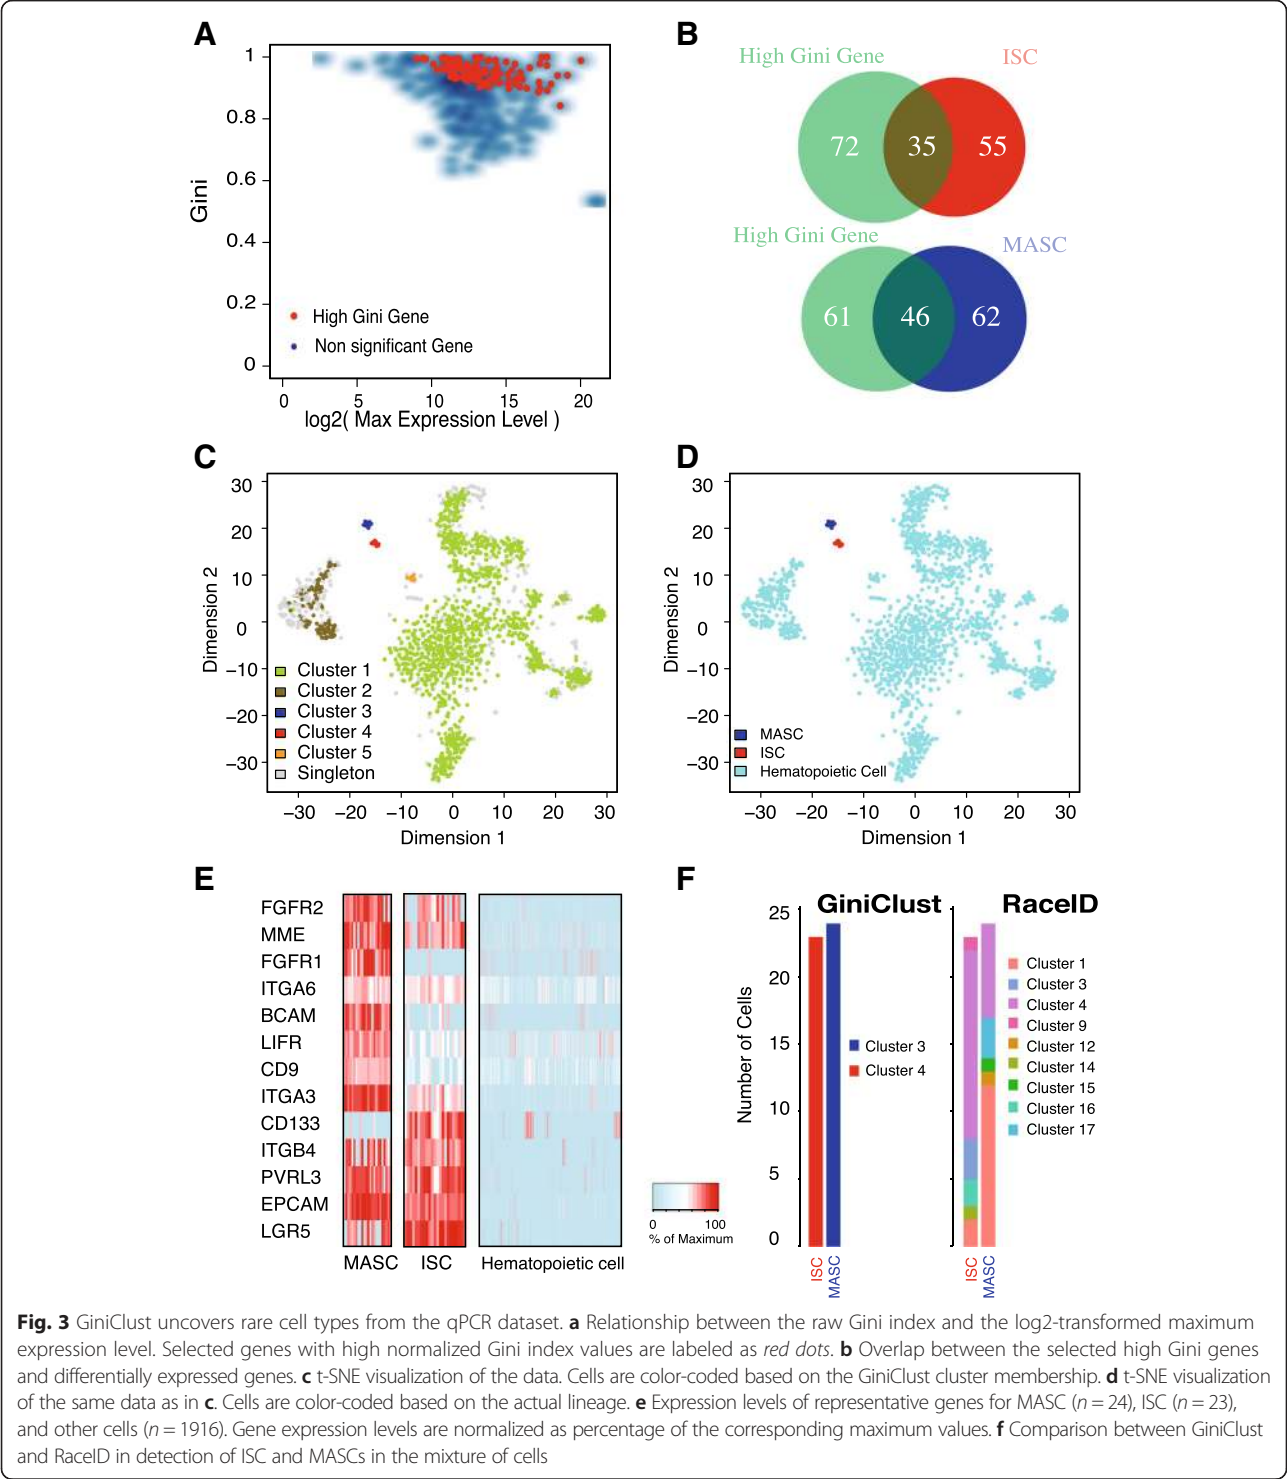 A
1
0.8
0.6
0.4
0.2
0
Gini
High Gini Gene
Non significant Gene
0 5 10 15 20
log2( Max Expression Level )
B
High Gini Gene ISC
72 35 55
High Gini Gene MASC
61 46 62
C
30
20
10
0
−10
−20
−30
Dimension 2
Cluster 1
Cluster 2
Cluster 3
Cluster 4
Cluster 5
Singleton
−30 −20 −10 0 10 20 30
Dimension 1
D
30
20
10
0
−10
−20
−30
Dimension 2
MASC
ISC
Hematopoietic Cell
−30 −20 −10 0 10 20 30
Dimension 1
E
FGFR2
MME
FGFR1
ITGA6
BCAM
LIFR
CD9
ITGA3
CD133
ITGB4
PVRL3
EPCAM
LGR5
MASC ISC Hematopoietic cell
0 100
% of Maximum
F
GiniClust RaceID
25
20
15
10
5
0
Number of Cells
Cluster 3
Cluster 4
ISC
MASC
Cluster 1
Cluster 3
Cluster 4
Cluster 9
Cluster 12
Cluster 14
Cluster 15
Cluster 16
Cluster 17
ISC
MASC
Fig. 3 GiniClust uncovers rare cell types from the qPCR dataset. a Relationship between the raw Gini index and the log2-transformed maximum
expression level. Selected genes with high normalized Gini index values are labeled as red dots. b Overlap between the selected high Gini genes
and differentially expressed genes. c t-SNE visualization of the data. Cells are color-coded based on the GiniClust cluster membership. d t-SNE visualization
of the same data as in c. Cells are color-coded based on the actual lineage. e Expression levels of representative genes for MASC (n = 24), ISC (n = 23),
and other cells (n = 1916). Gene expression levels are normalized as percentage of the corresponding maximum values. f Comparison between GiniClust
and RaceID in detection of ISC and MASCs in the mixture of cells